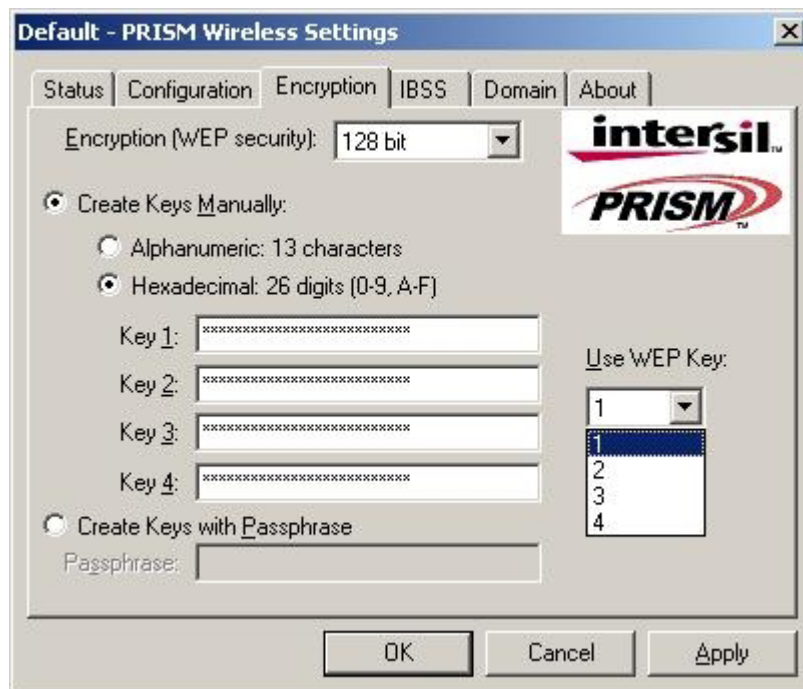 Default - PRISM Wireless Settings
Status Configuration Encryption IBSS Domain About
Encryption (WEP security): 128 bit
intersil™
PRISM™
Create Keys Manually:
Alphanumeric: 13 characters
Hexadecimal: 26 digits (0-9, A-F)
Key 1: **************************
Key 2: **************************
Key 3: **************************
Key 4: **************************
Use WEP Key:
1
1
2
3
4
Create Keys with Passphrase
Passphrase:
OK Cancel Apply